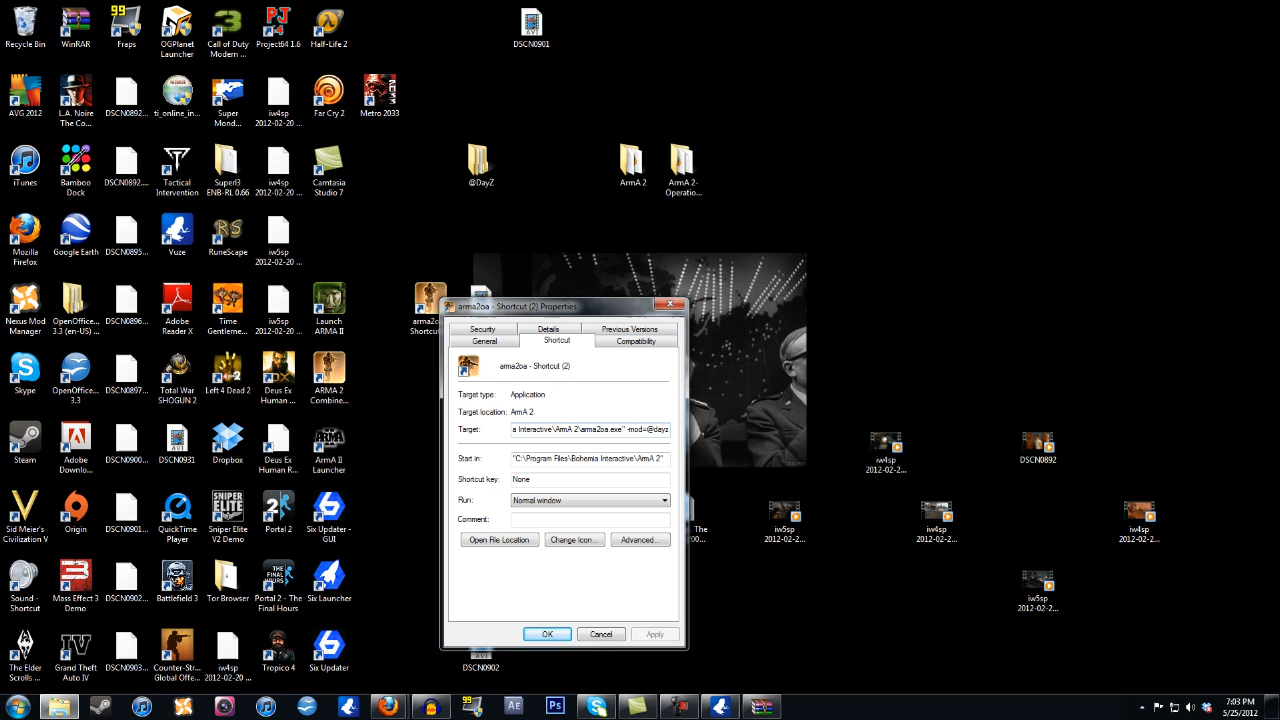 Recycle Bin
WinRAR
99
Fraps
OGPlanet
Launcher
Call of Duty
Modern ...
Project64 1.6
Half-Life 2
DSCN0901
AVG 2012
L.A. Noire
The Co...
DSCN0892...
ti_online_in...
Super
Mond...
iw4sp
2012-02-20 ...
Far Cry 2
Metro 2033
iTunes
Bamboo
Dock
DSCN0892...
Tactical
Intervention
SuperI3
ENB-RL 0.66
iw4sp
2012-02-20 ...
Camtasia
Studio 7
@DayZ
ArmA 2
ArmA 2-
Operatio...
Mozilla
Firefox
Google Earth
DSCN0895...
Vuze
RuneScape
iw5sp
2012-02-20 ...
Nexus Mod
Manager
OpenOffice...
3.3 (en-US) ...
DSCN0896...
Adobe
Reader X
Time
Gentleme...
iw5sp
2012-02-20 ...
Launch
ARMA II
arma2oa
Shortcut
Skype
OpenOffice...
3.3
DSCN0897...
Total War
SHOGUN 2
Left 4 Dead 2
Deus Ex
Human ...
ARMA 2
Combine...
Steam
Adobe
Downlo...
DSCN0900...
DSCN0931
Dropbox
Deus Ex
Human R...
ArmA II
Launcher
Sid Meier's
Civilization V
Origin
DSCN0901...
QuickTime
Player
Sniper Elite
V2 Demo
Portal 2
Six Updater -
GUI
Sound -
Shortcut
Mass Effect 3
Demo
DSCN0902...
Battlefield 3
Tor Browser
Portal 2 - The
Final Hours
Six Launcher
The Elder
Scrolls ...
Grand Theft
Auto IV
DSCN0903...
Counter-Str...
Global Offe...
iw4sp
2012-02-20 ...
Tropico 4
Six Updater
arma2oa - Shortcut (2) Properties
Security
Details
Previous Versions
General
Shortcut
Compatibility
arma2oa - Shortcut (2)
Target type:
Application
Target location:
ArmA 2
Target:
a Interactive\ArmA 2\arma2oa.exe" -mod=@dayz
Start in:
"C:\Program Files\Bohemia Interactive\ArmA 2"
Shortcut key:
None
Run:
Normal window
Comment:
Open File Location
Change Icon...
Advanced...
OK
Cancel
Apply
DSCN0902
iw4sp
2012-02-2...
DSCN0892
iw5sp
2012-02-2...
iw4sp
2012-02-2...
iw4sp
2012-02-2...
iw5sp
2012-02-2...
99
Ae
Ps
7:03 PM
5/25/2012